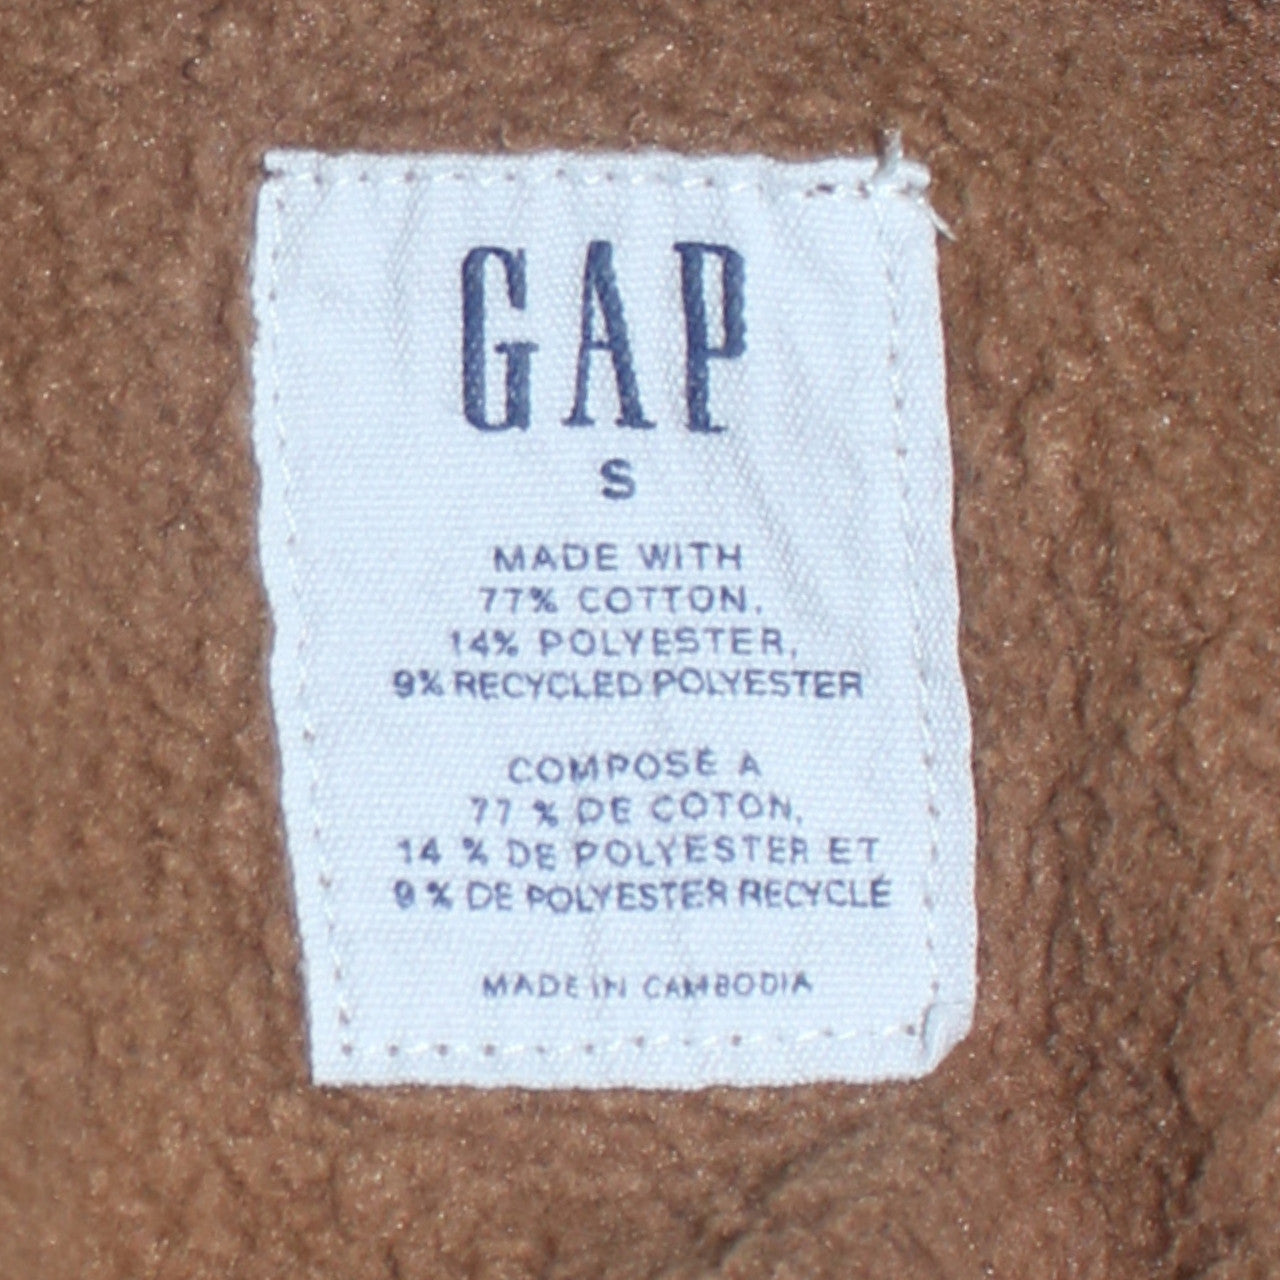 GAP
S
MADE WITH
77% COTTON,
14% POLYESTER,
9% RECYCLED POLYESTER
COMPOSÉ A
77 % DE COTON,
14 % DE POLYESTER ET
9 % DE POLYESTER RECYCLÉ
MADE IN CAMBODIA